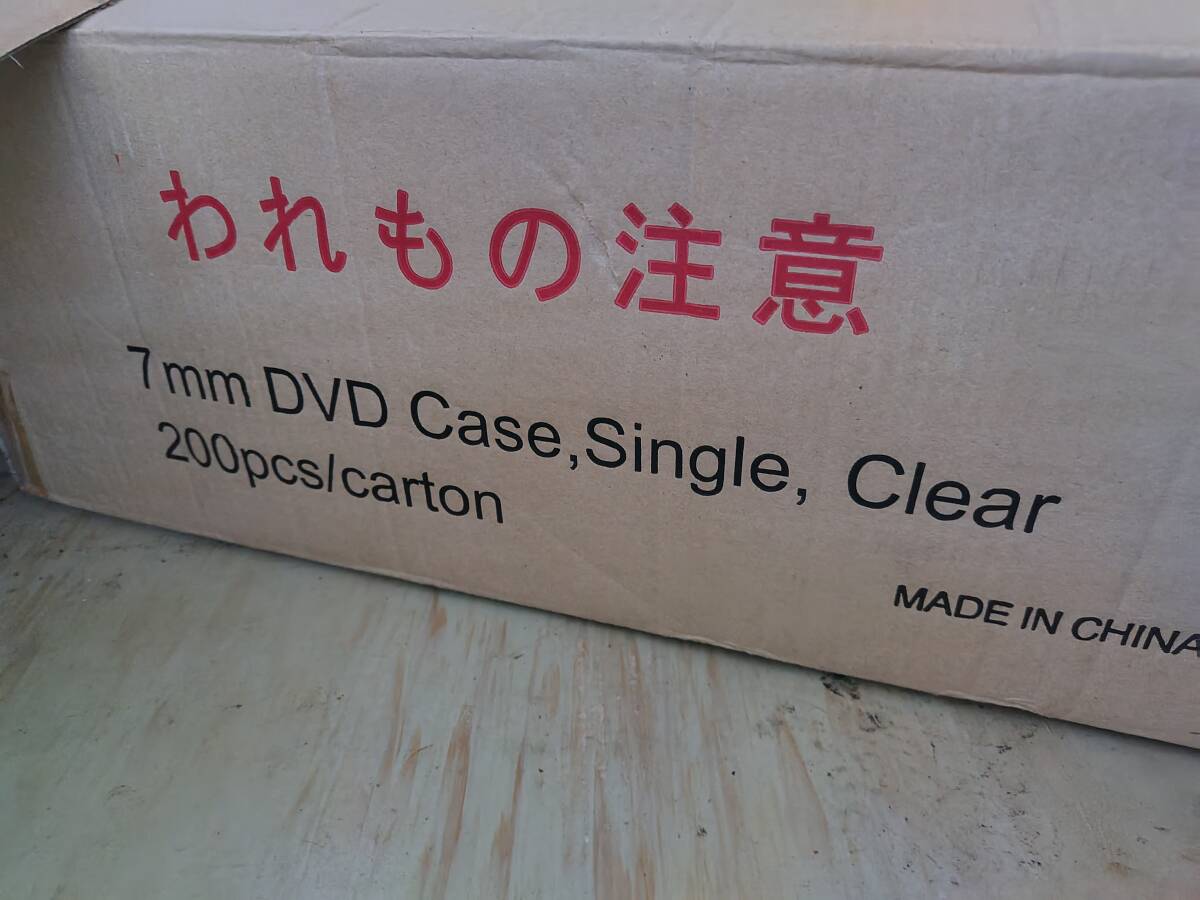 われもの注意
7mm DVD Case,Single, Clear
200pcs/carton
MADE IN CHINA